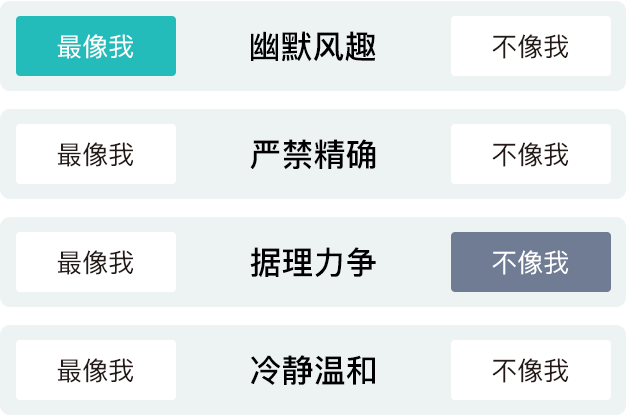 最像我 幽默风趣 不像我
最像我 严禁精确 不像我
最像我 据理力争 不像我
最像我 冷静温和 不像我